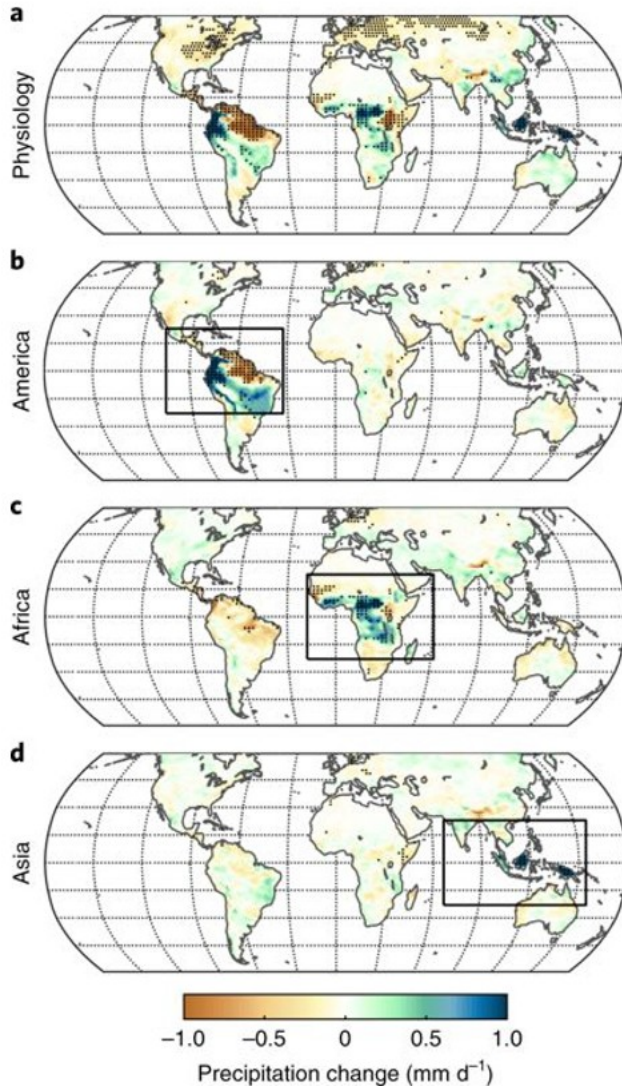 a
Physiology
b
America
c
Africa
d
Asia
−1.0 −0.5 0 0.5 1.0
Precipitation change (mm d⁻¹)